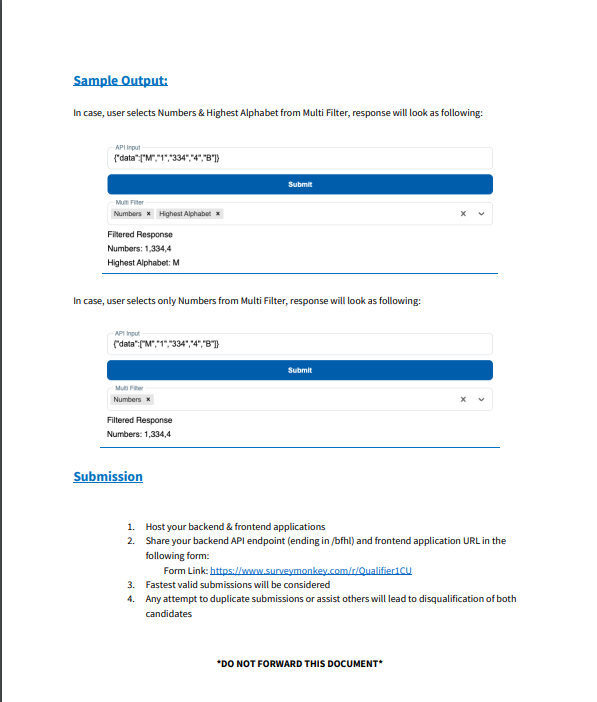 Sample Output:
In case, user selects Numbers & Highest Alphabet from Multi Filter, response will look as following:
API Input
{"data":["M","1","334","4","B"]}
Submit
Multi Filter
Numbers × Highest Alphabet ×
Filtered Response
Numbers: 1,334,4
Highest Alphabet: M
In case, user selects only Numbers from Multi Filter, response will look as following:
API Input
{"data":["M","1","334","4","B"]}
Submit
Multi Filter
Numbers ×
Filtered Response
Numbers: 1,334,4
Submission
1. Host your backend & frontend applications
2. Share your backend API endpoint (ending in /bfhl) and frontend application URL in the
following form:
Form Link: https://www.surveymonkey.com/r/Qualifier1CU
3. Fastest valid submissions will be considered
4. Any attempt to duplicate submissions or assist others will lead to disqualification of both
candidates
*DO NOT FORWARD THIS DOCUMENT*